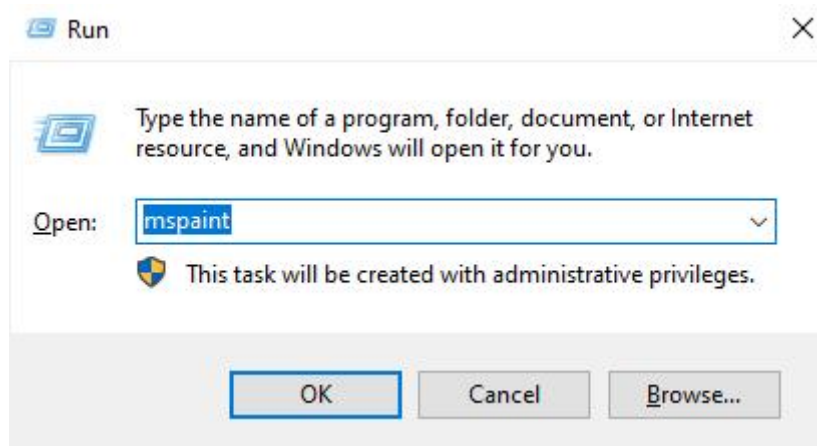 Run
Type the name of a program, folder, document, or Internet
resource, and Windows will open it for you.
Open: mspaint
This task will be created with administrative privileges.
OK Cancel Browse...